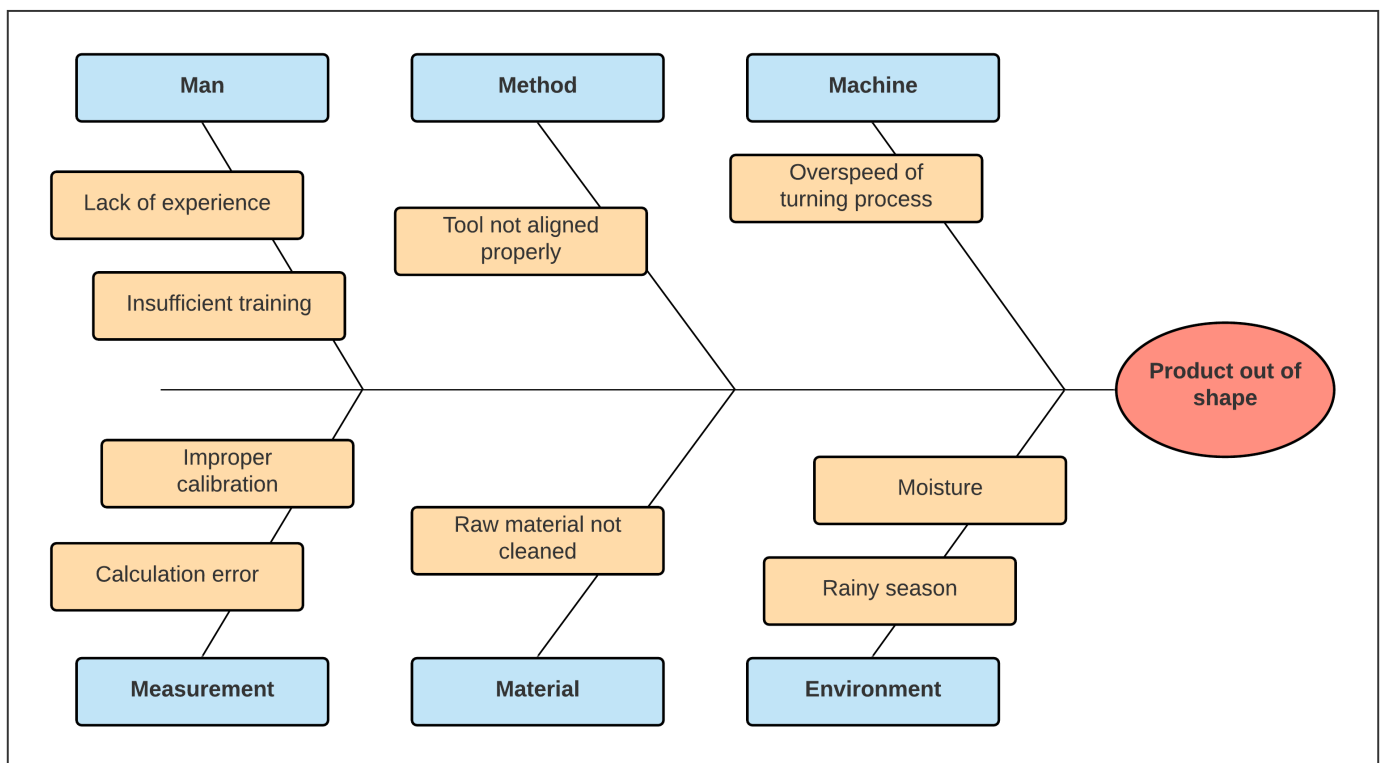 Man
Method
Machine
Overspeed of
turning process
Lack of experience
Tool not aligned
properly
Insufficient training
Product out of
shape
Improper
calibration
Moisture
Raw material not
cleaned
Calculation error
Rainy season
Measurement
Material
Environment